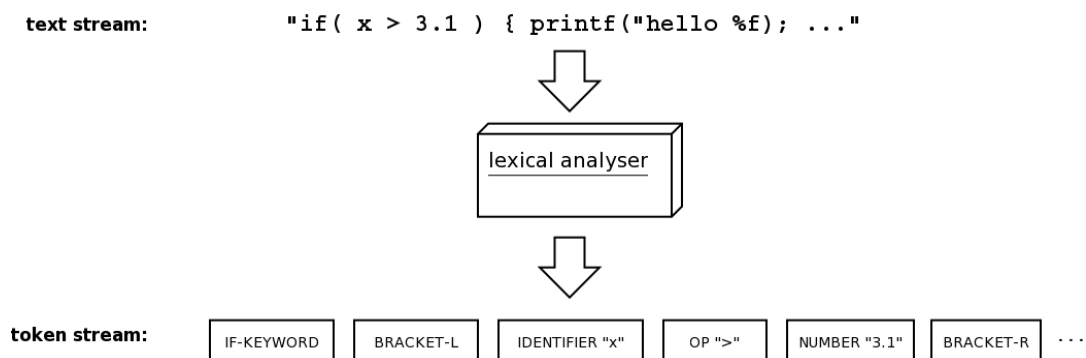 text stream: "if( x > 3.1 ) { printf("hello %f); ..."
lexical analyser
token stream: IF-KEYWORD BRACKET-L IDENTIFIER "x" OP ">" NUMBER "3.1" BRACKET-R ...